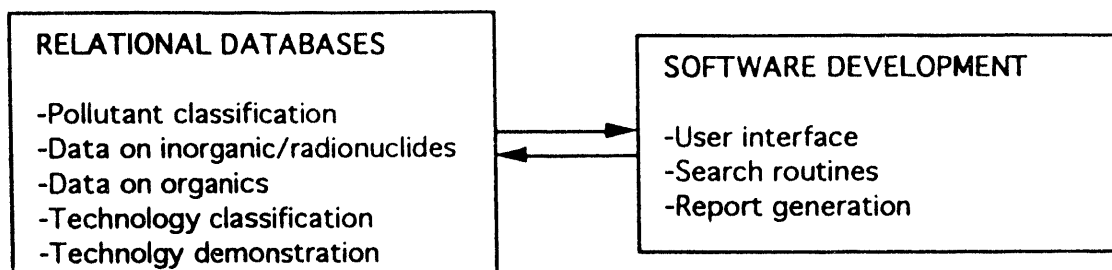 RELATIONAL DATABASES
-Pollutant classification
-Data on inorganic/radionuclides
-Data on organics
-Technology classification
-Technolgy demonstration
SOFTWARE DEVELOPMENT
-User interface
-Search routines
-Report generation